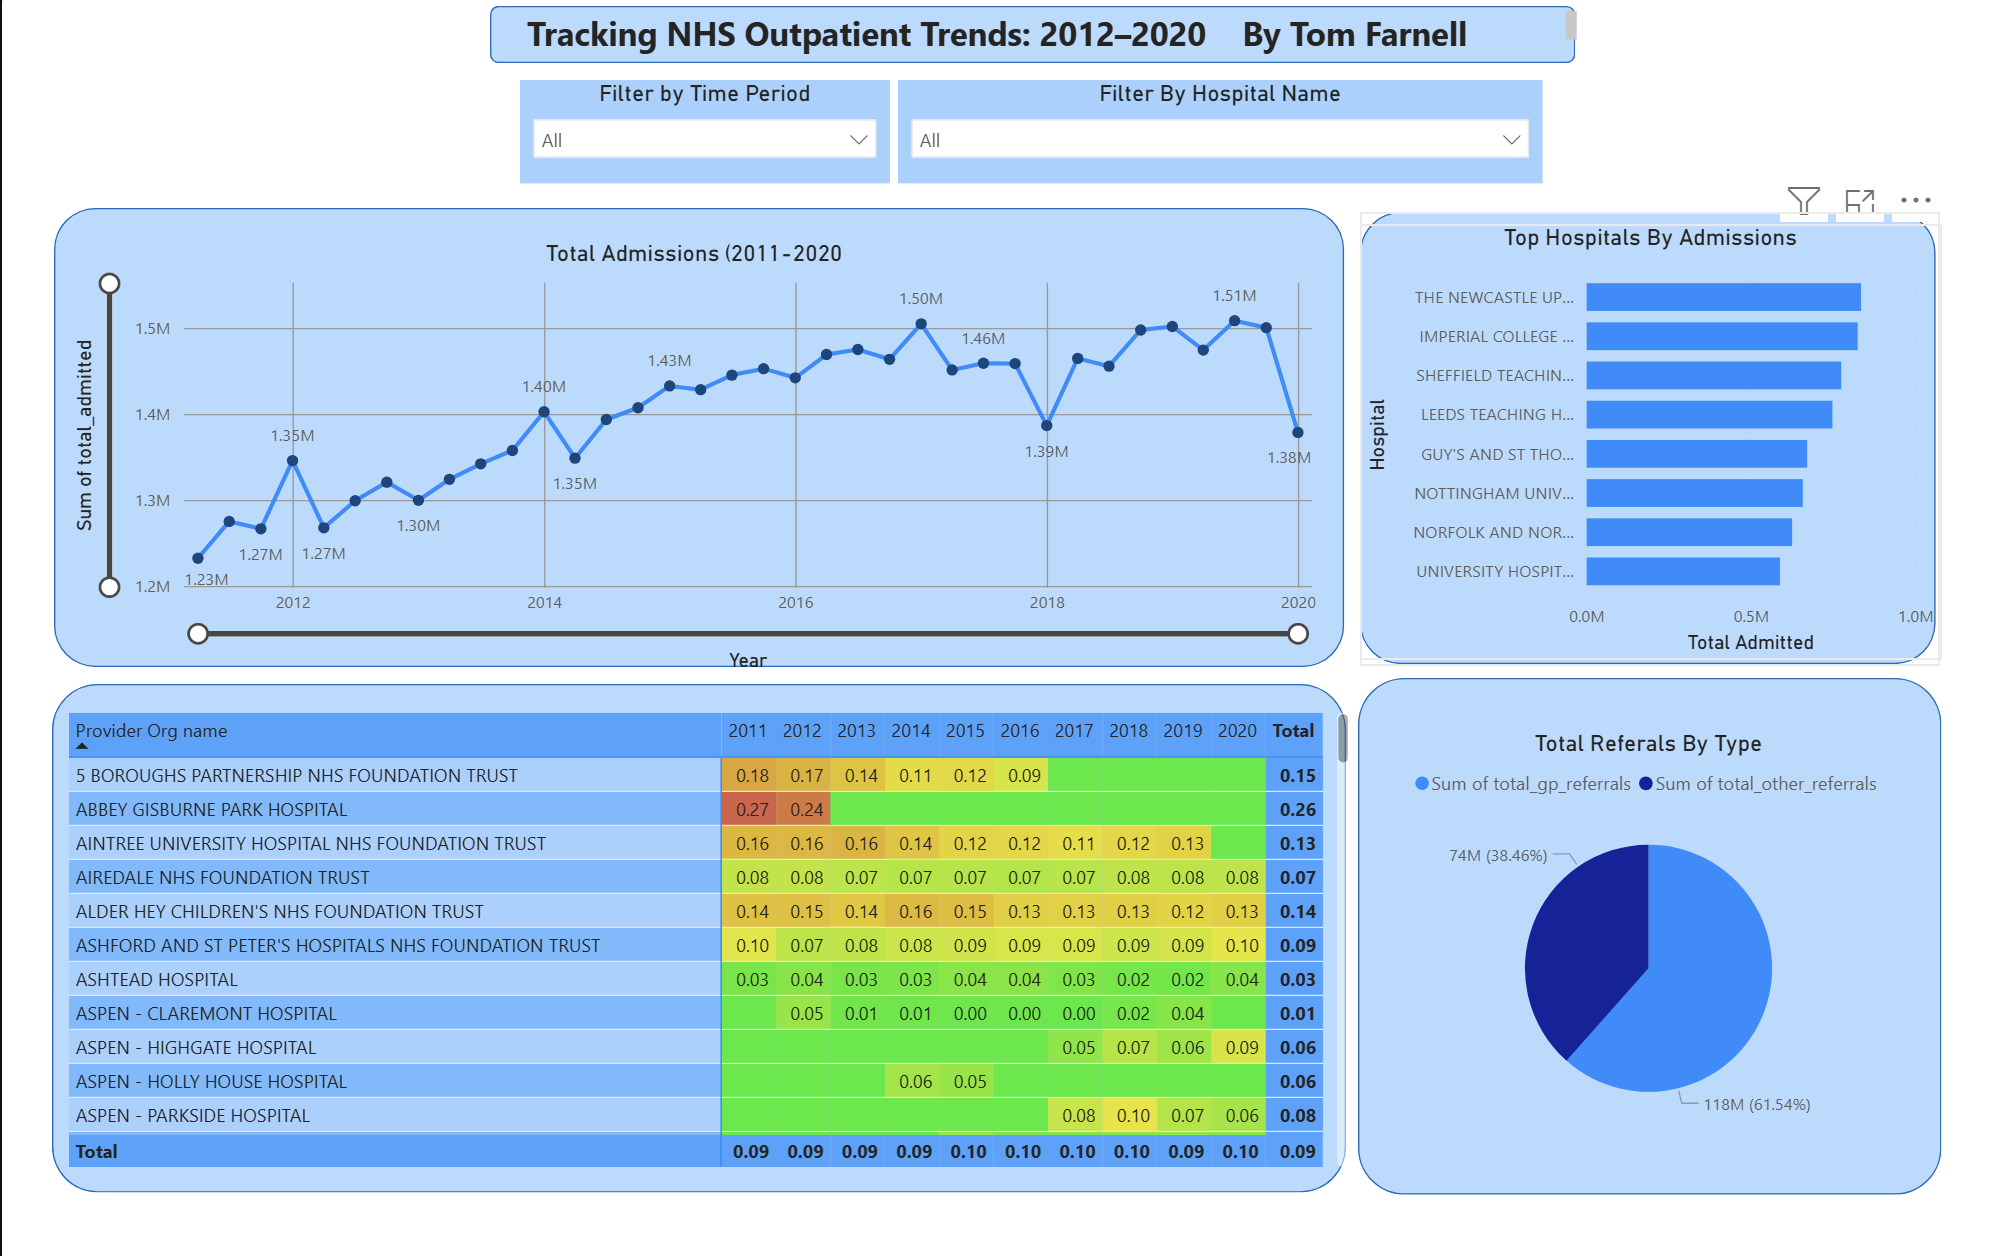 Tracking NHS Outpatient Trends: 2012–2020 By Tom Farnell
Filter by Time Period
All
Filter By Hospital Name
All
Total Admissions (2011-2020
Sum of total_admitted
1.5M
1.4M
1.3M
1.2M
1.23M
1.27M
1.35M
1.27M
1.30M
1.40M
1.35M
1.43M
1.50M
1.46M
1.39M
1.51M
1.38M
2012
2014
2016
2018
2020
Year
Top Hospitals By Admissions
Hospital
THE NEWCASTLE UP...
IMPERIAL COLLEGE ...
SHEFFIELD TEACHIN...
LEEDS TEACHING H...
GUY'S AND ST THO...
NOTTINGHAM UNIV...
NORFOLK AND NOR...
UNIVERSITY HOSPIT...
0.0M 0.5M 1.0M
Total Admitted
Provider Org name 2011 2012 2013 2014 2015 2016 2017 2018 2019 2020 Total
5 BOROUGHS PARTNERSHIP NHS FOUNDATION TRUST 0.18 0.17 0.14 0.11 0.12 0.09 0.15
ABBEY GISBURNE PARK HOSPITAL 0.27 0.24 0.26
AINTREE UNIVERSITY HOSPITAL NHS FOUNDATION TRUST 0.16 0.16 0.16 0.14 0.12 0.12 0.11 0.12 0.13 0.13
AIREDALE NHS FOUNDATION TRUST 0.08 0.08 0.07 0.07 0.07 0.07 0.07 0.08 0.08 0.08 0.07
ALDER HEY CHILDREN'S NHS FOUNDATION TRUST 0.14 0.15 0.14 0.16 0.15 0.13 0.13 0.13 0.12 0.13 0.14
ASHFORD AND ST PETER'S HOSPITALS NHS FOUNDATION TRUST 0.10 0.07 0.08 0.08 0.09 0.09 0.09 0.09 0.09 0.10 0.09
ASHTEAD HOSPITAL 0.03 0.04 0.03 0.03 0.04 0.04 0.03 0.02 0.02 0.04 0.03
ASPEN - CLAREMONT HOSPITAL 0.05 0.01 0.01 0.00 0.00 0.00 0.02 0.04 0.01
ASPEN - HIGHGATE HOSPITAL 0.05 0.07 0.06 0.09 0.06
ASPEN - HOLLY HOUSE HOSPITAL 0.06 0.05 0.06
ASPEN - PARKSIDE HOSPITAL 0.08 0.10 0.07 0.06 0.08
Total 0.09 0.09 0.09 0.09 0.10 0.10 0.10 0.10 0.09 0.10 0.09
Total Referals By Type
Sum of total_gp_referrals Sum of total_other_referrals
74M (38.46%)
118M (61.54%)